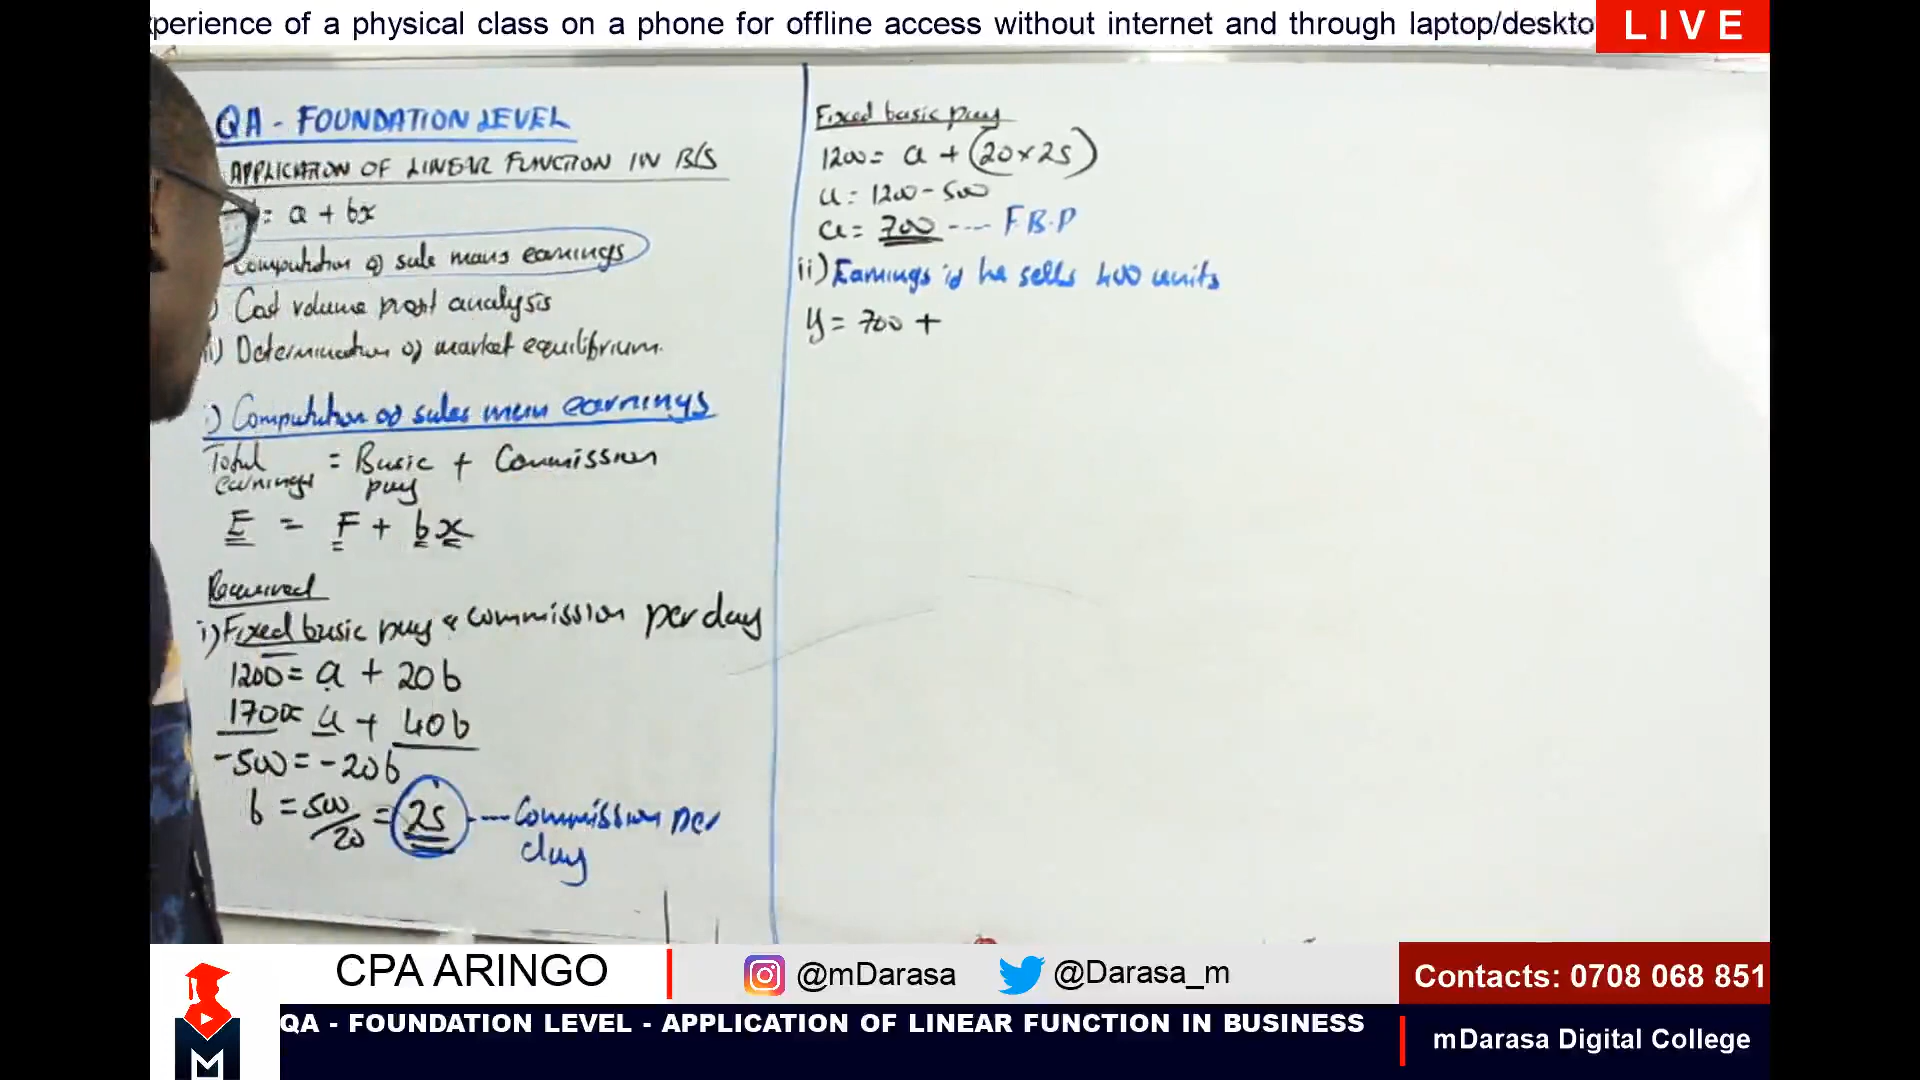 xperience of a physical class on a phone for offline access without internet and through laptop/deskto
LIVE
QA - FOUNDATION LEVEL
APPLICATION OF LINEAR FUNCTION IN B/S
= a + bx
Computation of sale mans earnings
) Cost volume profit analysis
ii) Determination of market equilibrium.
i) Computation of sales men earnings
Total earnings = Basic pay + Commission
E = F + bx
Required
i) Fixed basic pay & commission per day
1200 = a + 20b
1700 = a + 40b
-500 = -20b
b = 500/20 = 25 --- Commission per day
Fixed basic pay
1200 = a + (20 x 25)
a = 1200 - 500
a = 700 --- F.B.P
ii) Earnings if he sells 400 units
y = 700 +
CPA ARINGO
@mDarasa
@Darasa_m
Contacts: 0708 068 851
M
QA - FOUNDATION LEVEL - APPLICATION OF LINEAR FUNCTION IN BUSINESS
mDarasa Digital College